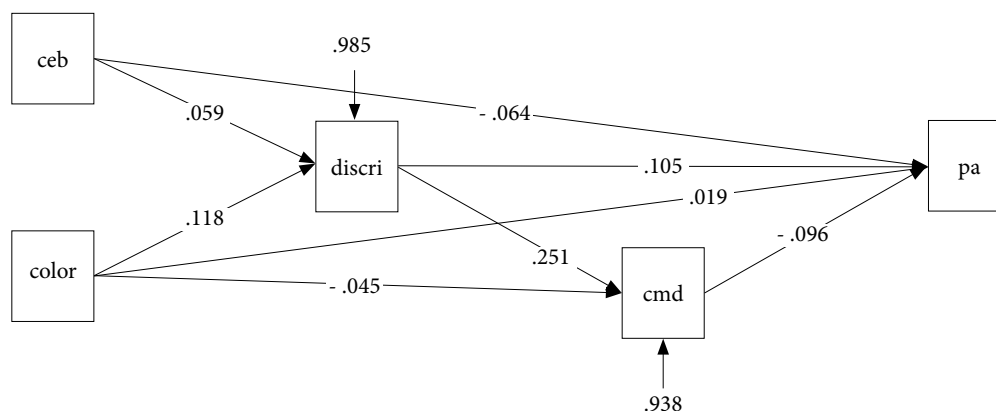 ceb
.985
.059
- .064
discri
.105
pa
.118
.019
color
.251
- .096
- .045
cmd
.938